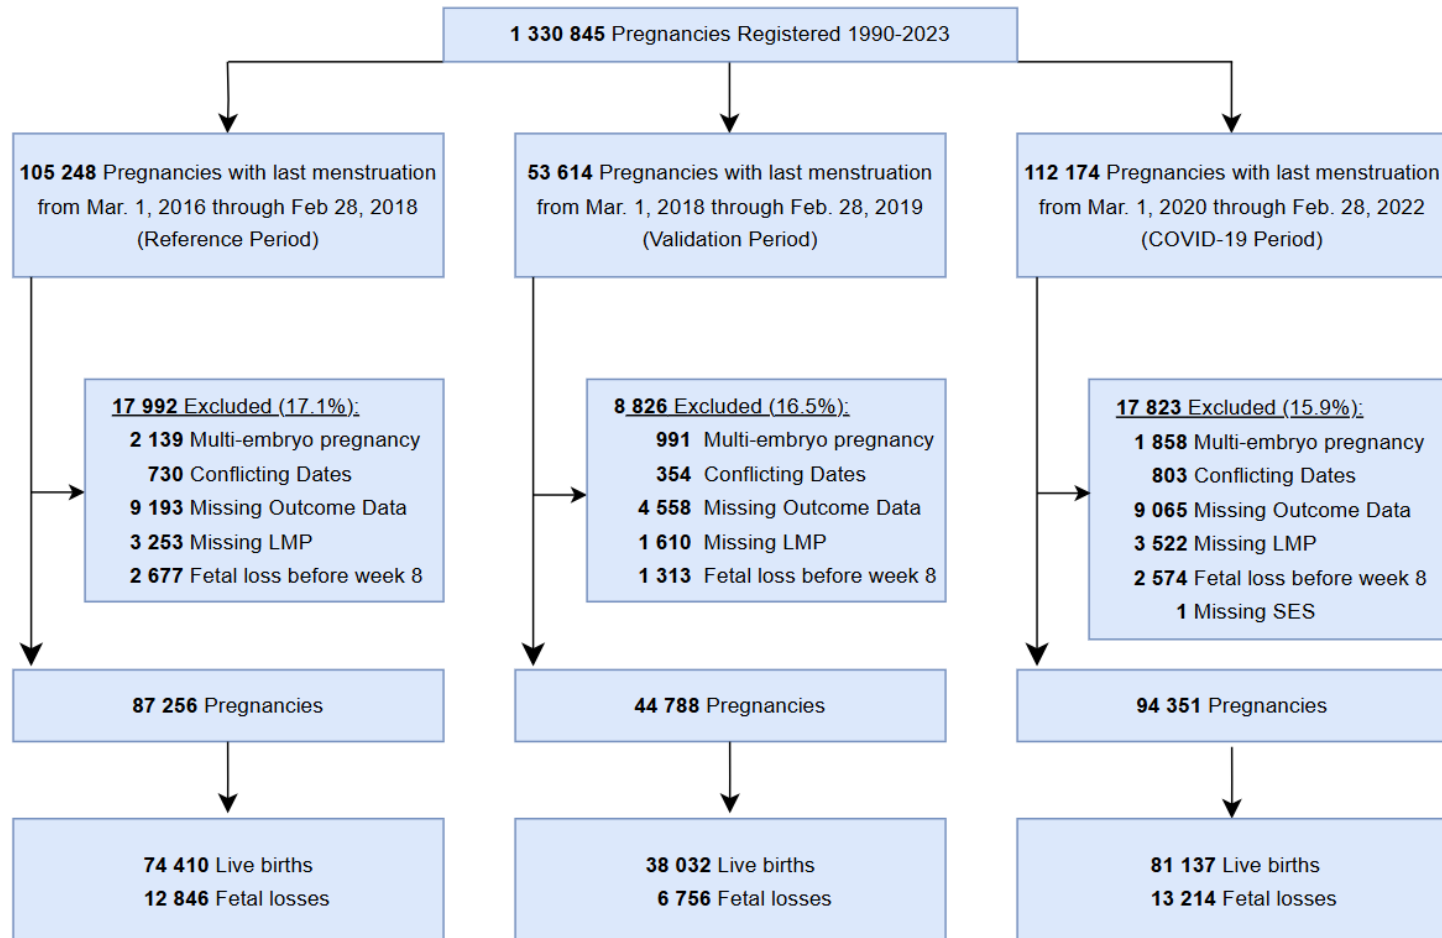 1 330 845 Pregnancies Registered 1990-2023
105 248 Pregnancies with last menstruation
from Mar. 1, 2016 through Feb 28, 2018
(Reference Period)
53 614 Pregnancies with last menstruation
from Mar. 1, 2018 through Feb. 28, 2019
(Validation Period)
112 174 Pregnancies with last menstruation
from Mar. 1, 2020 through Feb. 28, 2022
(COVID-19 Period)
17 992 Excluded (17.1%):
2 139 Multi-embryo pregnancy
730 Conflicting Dates
9 193 Missing Outcome Data
3 253 Missing LMP
2 677 Fetal loss before week 8
8 826 Excluded (16.5%):
991 Multi-embryo pregnancy
354 Conflicting Dates
4 558 Missing Outcome Data
1 610 Missing LMP
1 313 Fetal loss before week 8
17 823 Excluded (15.9%):
1 858 Multi-embryo pregnancy
803 Conflicting Dates
9 065 Missing Outcome Data
3 522 Missing LMP
2 574 Fetal loss before week 8
1 Missing SES
87 256 Pregnancies
44 788 Pregnancies
94 351 Pregnancies
74 410 Live births
12 846 Fetal losses
38 032 Live births
6 756 Fetal losses
81 137 Live births
13 214 Fetal losses